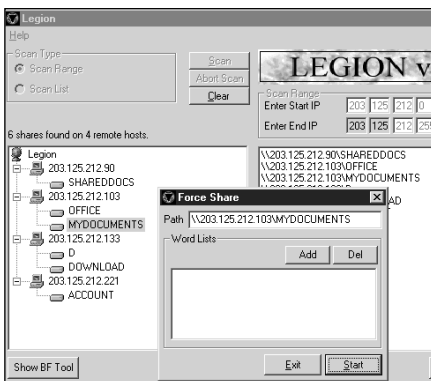 Legion
Help
Scan Type
Scan Range
Scan List
Scan
Abort Scan
Clear
LEGION v
Scan Range
Enter Start IP 203 125 212 0
Enter End IP 203 125 212 255
6 shares found on 4 remote hosts.
Legion
203.125.212.90
SHAREDDOCS
203.125.212.103
OFFICE
MYDOCUMENTS
203.125.212.133
D
DOWNLOAD
203.125.212.221
ACCOUNT
\\203.125.212.90\SHAREDDOCS
\\203.125.212.103\OFFICE
\\203.125.212.103\MYDOCUMENTS
AD
Force Share
Path \\203.125.212.103\MYDOCUMENTS
Word Lists
Add Del
Exit Start
Show BF Tool